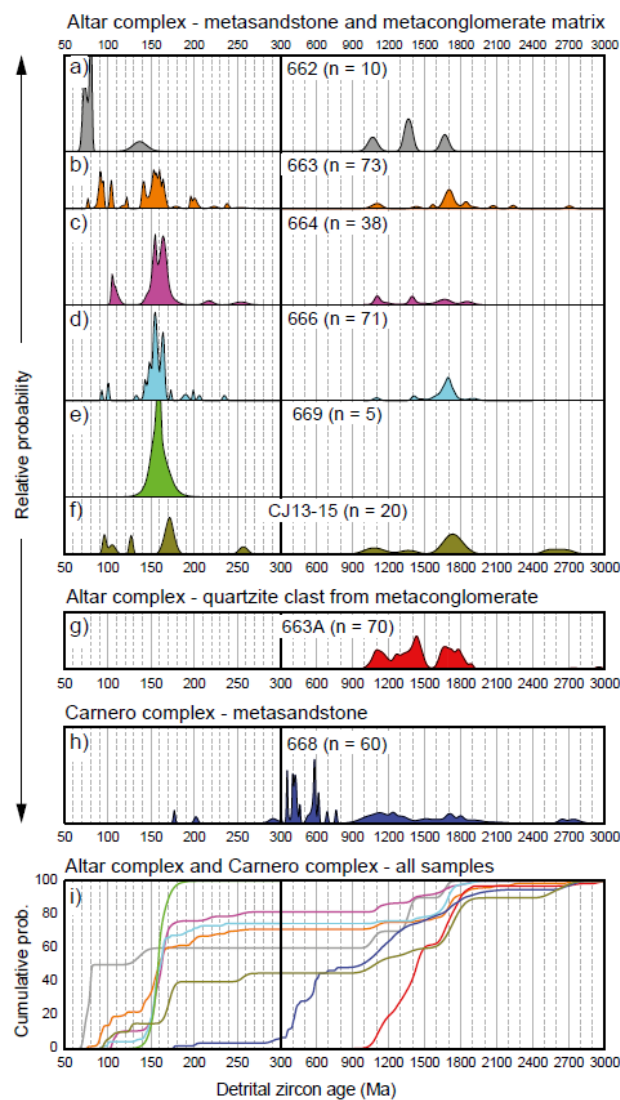 Altar complex - metasandstone and metaconglomerate matrix
50 100 150 200 250 300 600 900 1200 1500 1800 2100 2400 2700 3000
a) 662 (n = 10)
b) 663 (n = 73)
c) 664 (n = 38)
d) 666 (n = 71)
e) 669 (n = 5)
f) CJ13-15 (n = 20)
Relative probability
50 100 150 200 250 300 600 900 1200 1500 1800 2100 2400 2700 3000
Altar complex - quartzite clast from metaconglomerate
g) 663A (n = 70)
50 100 150 200 250 300 600 900 1200 1500 1800 2100 2400 2700 3000
Carnero complex - metasandstone
h) 668 (n = 60)
50 100 150 200 250 300 600 900 1200 1500 1800 2100 2400 2700 3000
Altar complex and Carnero complex - all samples
i)
100
80
60
40
20
0
Cumulative prob.
50 100 150 200 250 300 600 900 1200 1500 1800 2100 2400 2700 3000
Detrital zircon age (Ma)